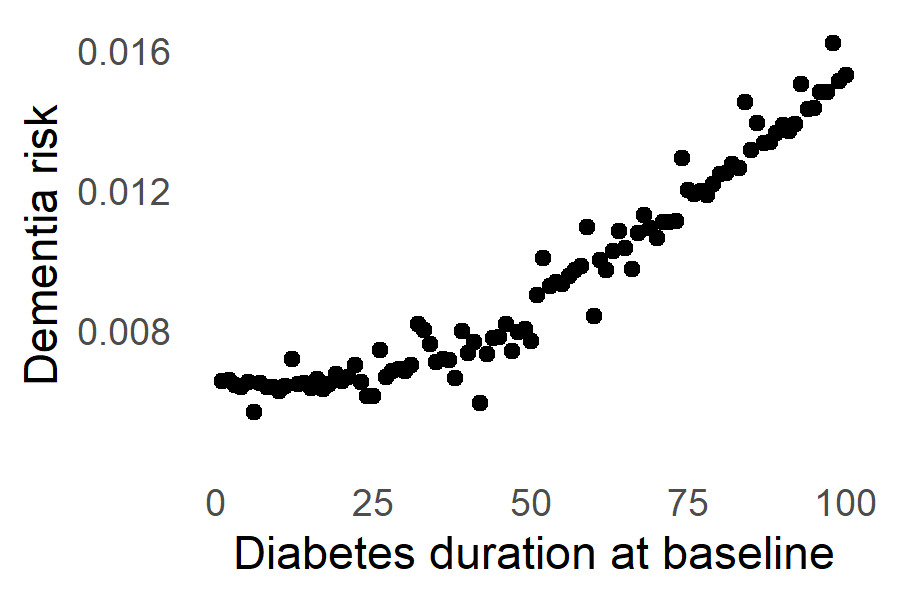 Dementia risk
0.016
0.012
0.008
0 25 50 75 100
Diabetes duration at baseline